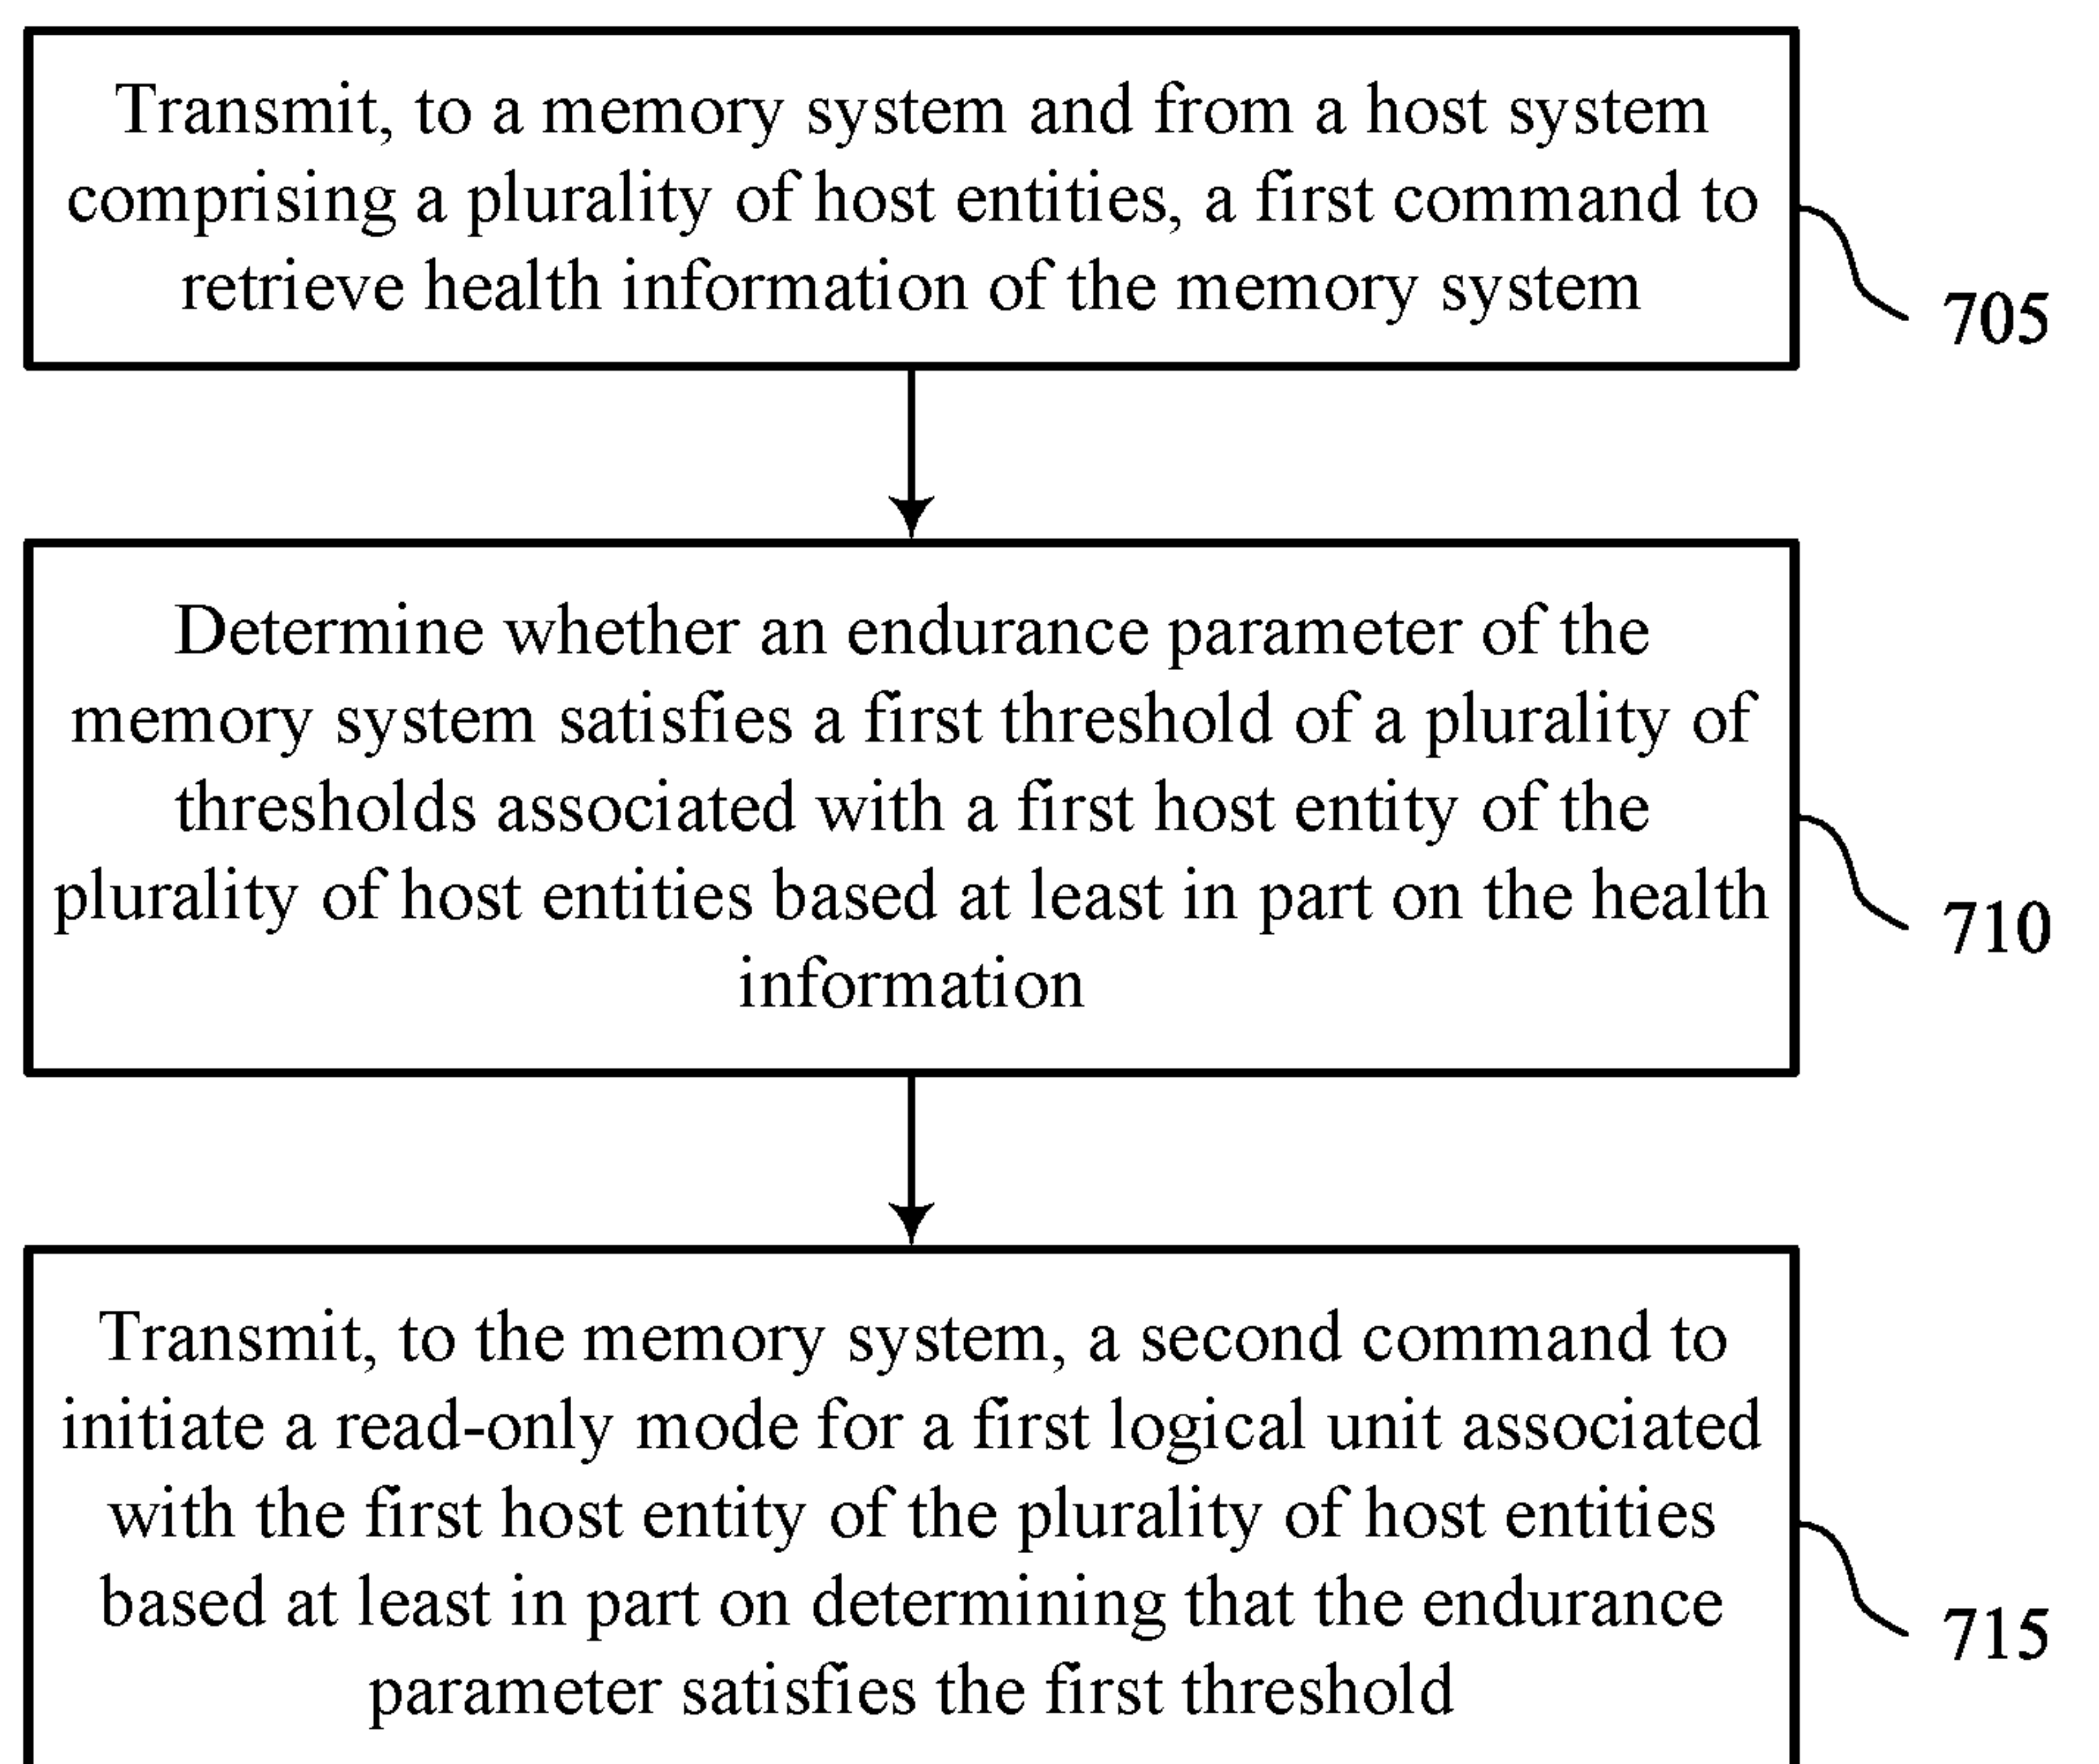 Transmit, to a memory system and from a host system
comprising a plurality of host entities, a first command to
retrieve health information of the memory system
705
Determine whether an endurance parameter of the
memory system satisfies a first threshold of a plurality of
thresholds associated with a first host entity of the
plurality of host entities based at least in part on the health
information
710
Transmit, to the memory system, a second command to
initiate a read-only mode for a first logical unit associated
with the first host entity of the plurality of host entities
based at least in part on determining that the endurance
parameter satisfies the first threshold
715